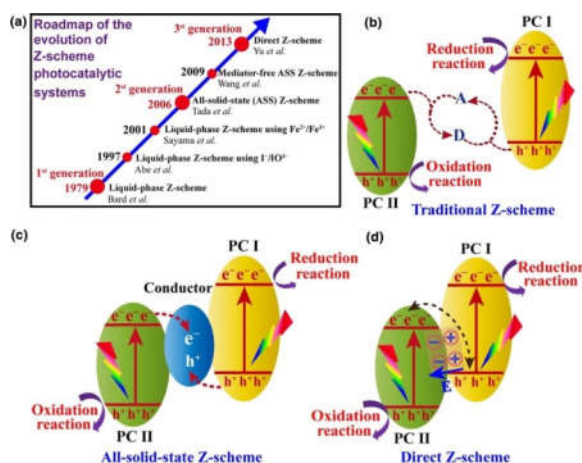 (a)
Roadmap of the
evolution of
Z-scheme
photocatalytic
systems
3rd generation
2013
Direct Z-scheme
Yu et al.
2009
Mediator-free ASS Z-scheme
Wang et al.
2nd generation
2006
All-solid-state (ASS) Z-scheme
Tada et al.
2001
Liquid-phase Z-scheme using Fe³⁺/Fe²⁺
Sayama et al.
1997
Liquid-phase Z-scheme using I⁻/IO³⁻
Abe et al.
1st generation
1979
Liquid-phase Z-scheme
Bard et al.
(b)
PC I
Reduction
reaction
e⁻ e⁻ e⁻
e⁻ e⁻ e⁻
A
D
h⁺ h⁺ h⁺
h⁺ h⁺ h⁺
Oxidation
reaction
PC II
Traditional Z-scheme
(c)
PC I
Reduction
reaction
Conductor
e⁻ e⁻ e⁻
e⁻ e⁻ e⁻
e⁻
h⁺
h⁺ h⁺ h⁺
h⁺ h⁺ h⁺
Oxidation
reaction
PC II
All-solid-state Z-scheme
(d)
PC I
Reduction
reaction
e⁻ e⁻ e⁻
e⁻ e⁻ e⁻
− +
− +
E
h⁺ h⁺ h⁺
h⁺ h⁺ h⁺
Oxidation
reaction
PC II
Direct Z-scheme